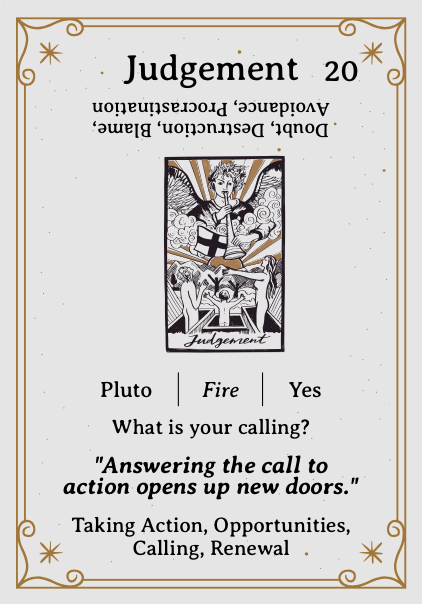 Judgement 20
Doubt, Destruction, Blame,
Avoidance, Procrastination
Judgement
Pluto | Fire | Yes
What is your calling?
"Answering the call to
action opens up new doors."
Taking Action, Opportunities,
Calling, Renewal